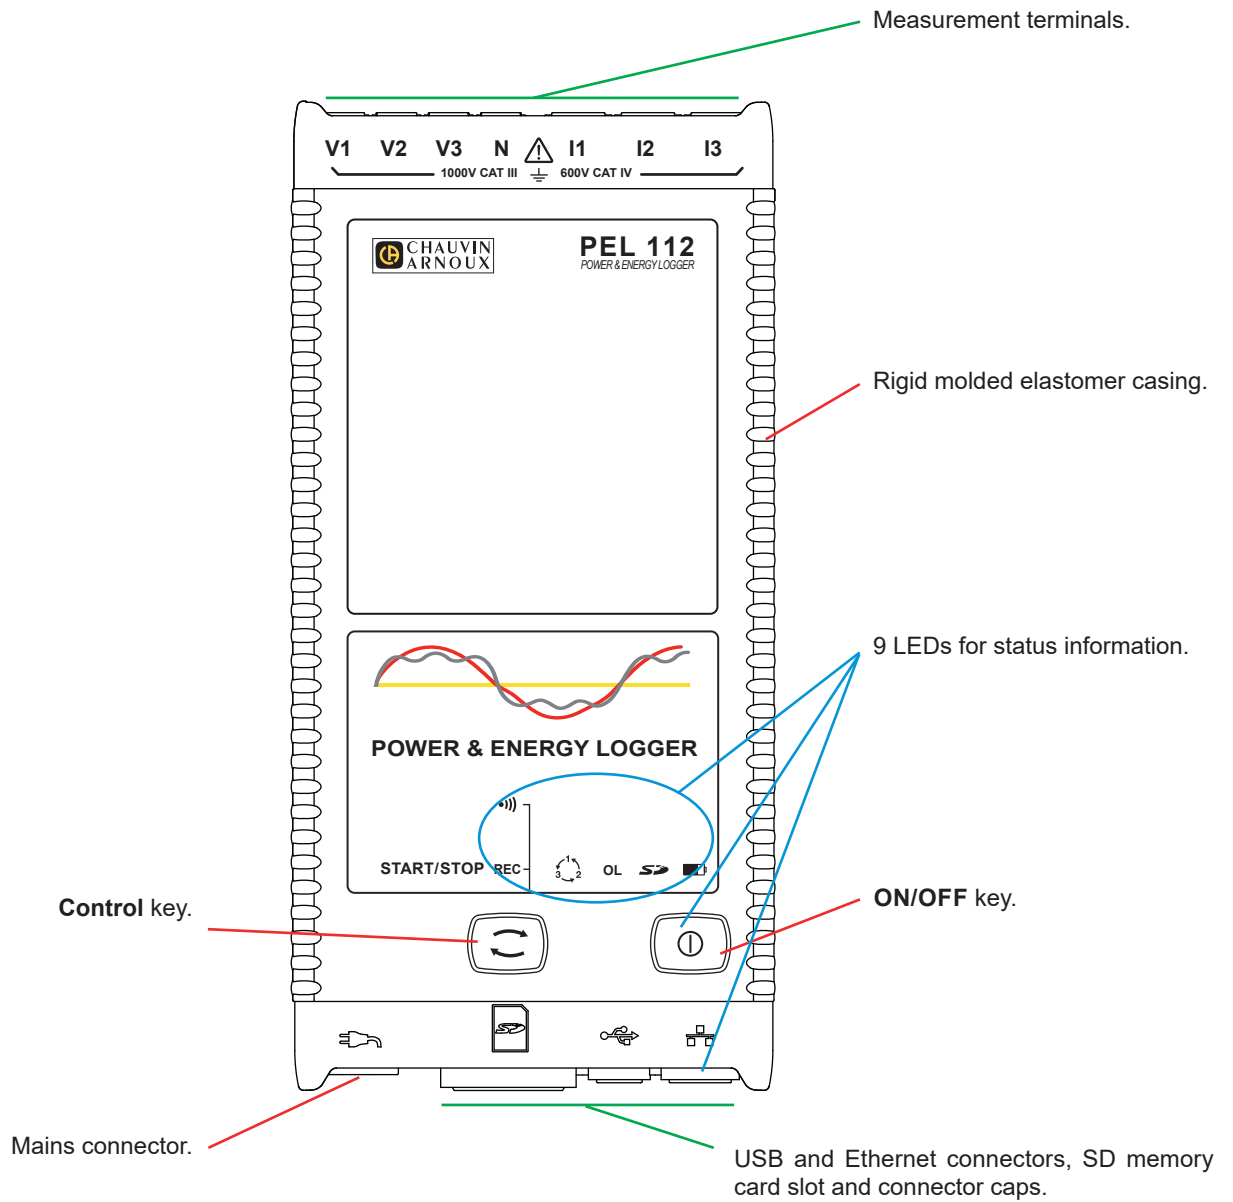 Measurement terminals.
V1 V2 V3 N I1 I2 I3
1000V CAT III 600V CAT IV
CHAUVIN
ARNOUX
PEL 112
POWER & ENERGY LOGGER
Rigid molded elastomer casing.
9 LEDs for status information.
POWER & ENERGY LOGGER
START/STOP REC
1
3 2
OL
SD
Control key.
ON/OFF key.
SD
Mains connector.
USB and Ethernet connectors, SD memory
card slot and connector caps.